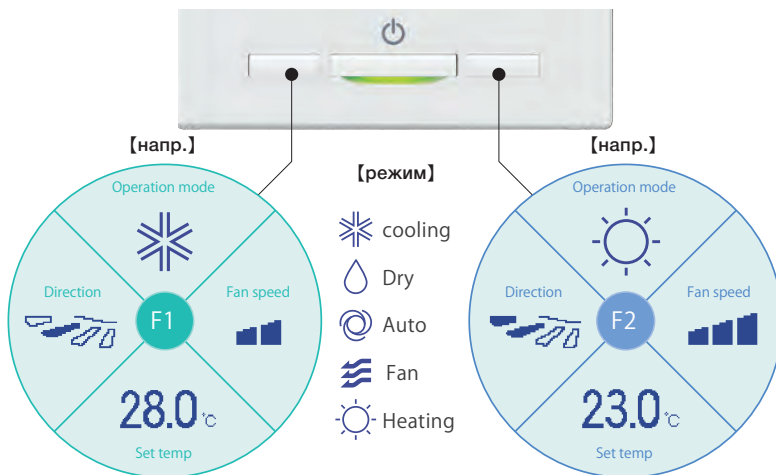 【напр.】
Operation mode
Direction
F1
Fan speed
28.0 °C
Set temp
【режим】
cooling
Dry
Auto
Fan
Heating
【напр.】
Operation mode
Direction
F2
Fan speed
23.0 °C
Set temp